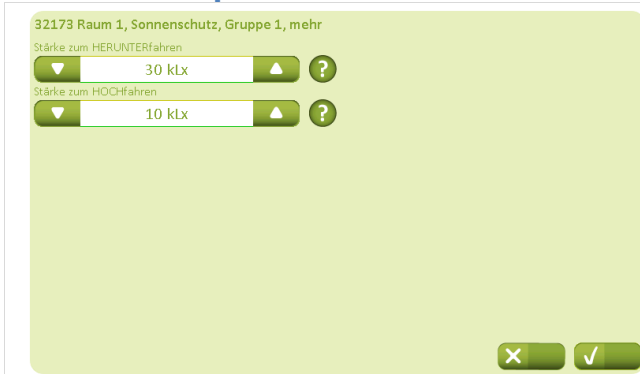 32173 Raum 1, Sonnenschutz, Gruppe 1, mehr
Stärke zum HERUNTERfahren
30 kLx
?
Stärke zum HOCHfahren
10 kLx
?